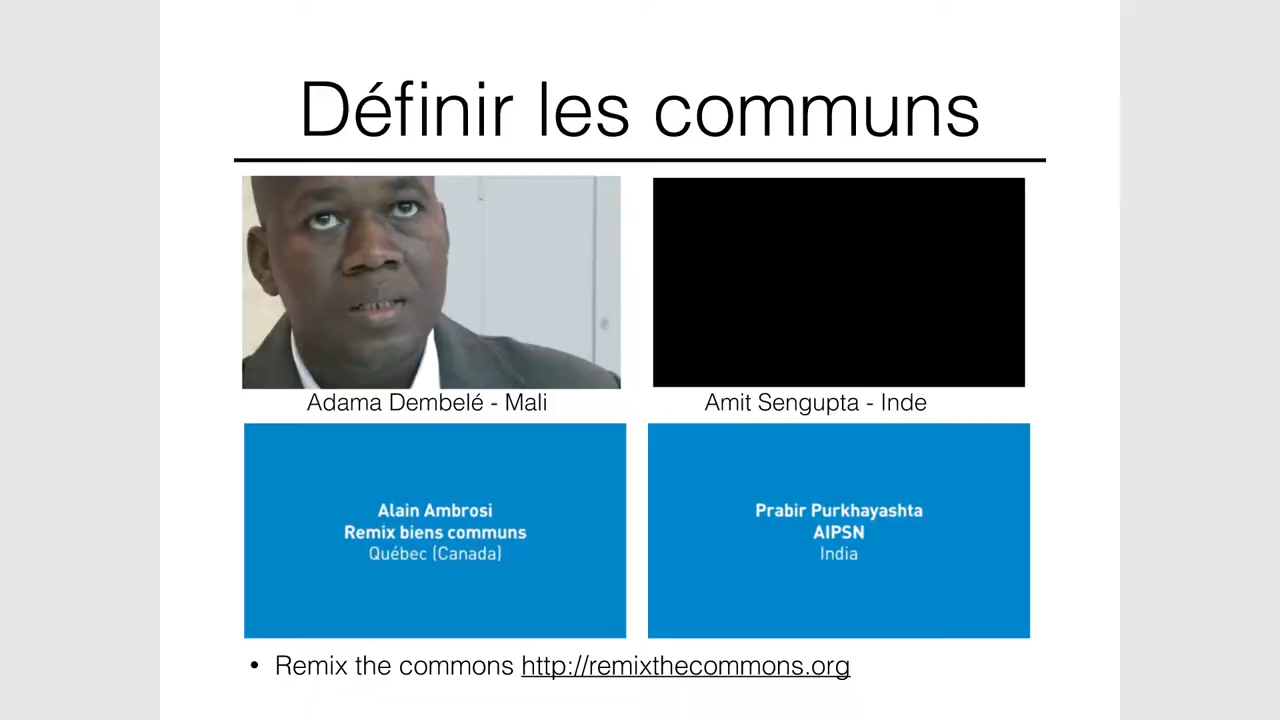 Définir les communs
Adama Dembelé - Mali
Amit Sengupta - Inde
Alain Ambrosi
Remix biens communs
Québec (Canada)
Prabir Purkhayashta
AIPSN
India
• Remix the commons http://remixthecommons.org